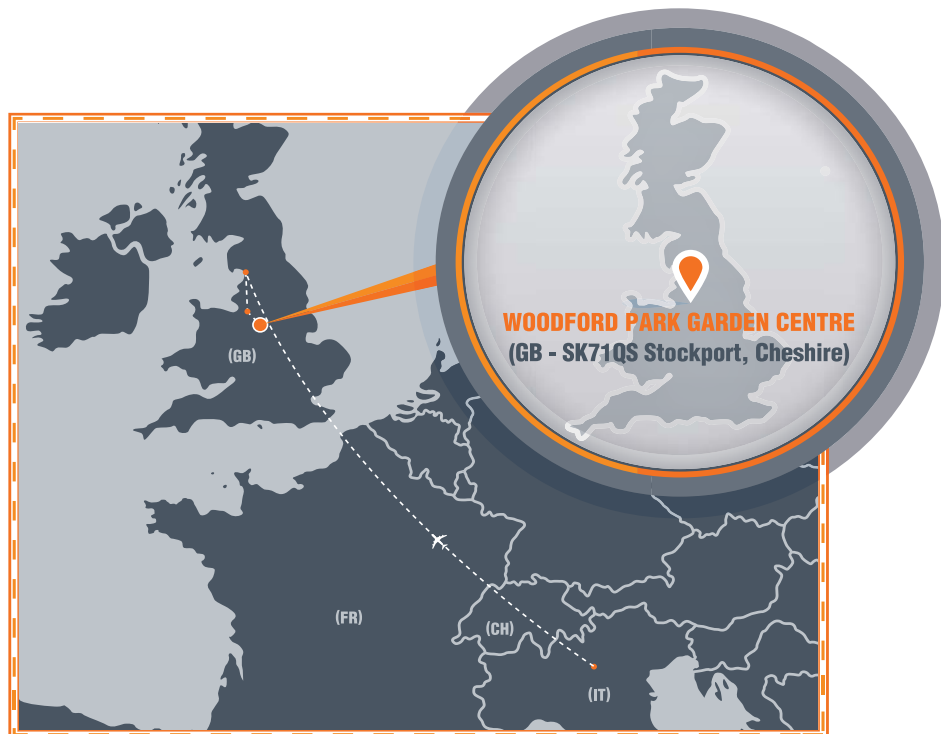 WOODFORD PARK GARDEN CENTRE
(GB - SK71QS Stockport, Cheshire)
(GB)
(FR)
(CH)
(IT)